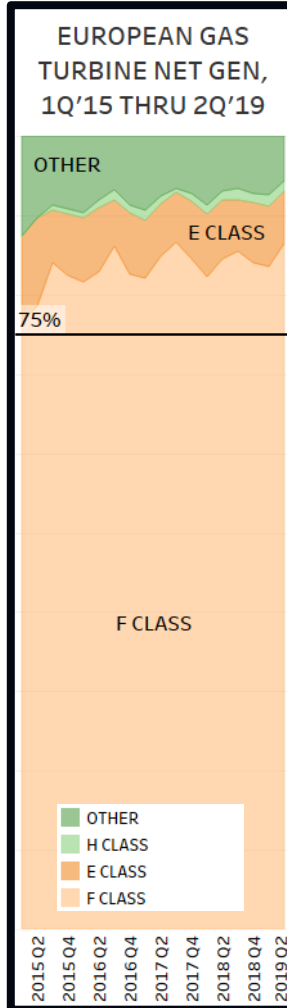 EUROPEAN GAS
TURBINE NET GEN,
1Q'15 THRU 2Q'19
OTHER
E CLASS
75%
F CLASS
OTHER
H CLASS
E CLASS
F CLASS
2015 Q2
2015 Q4
2016 Q2
2016 Q4
2017 Q2
2017 Q4
2018 Q2
2018 Q4
2019 Q2